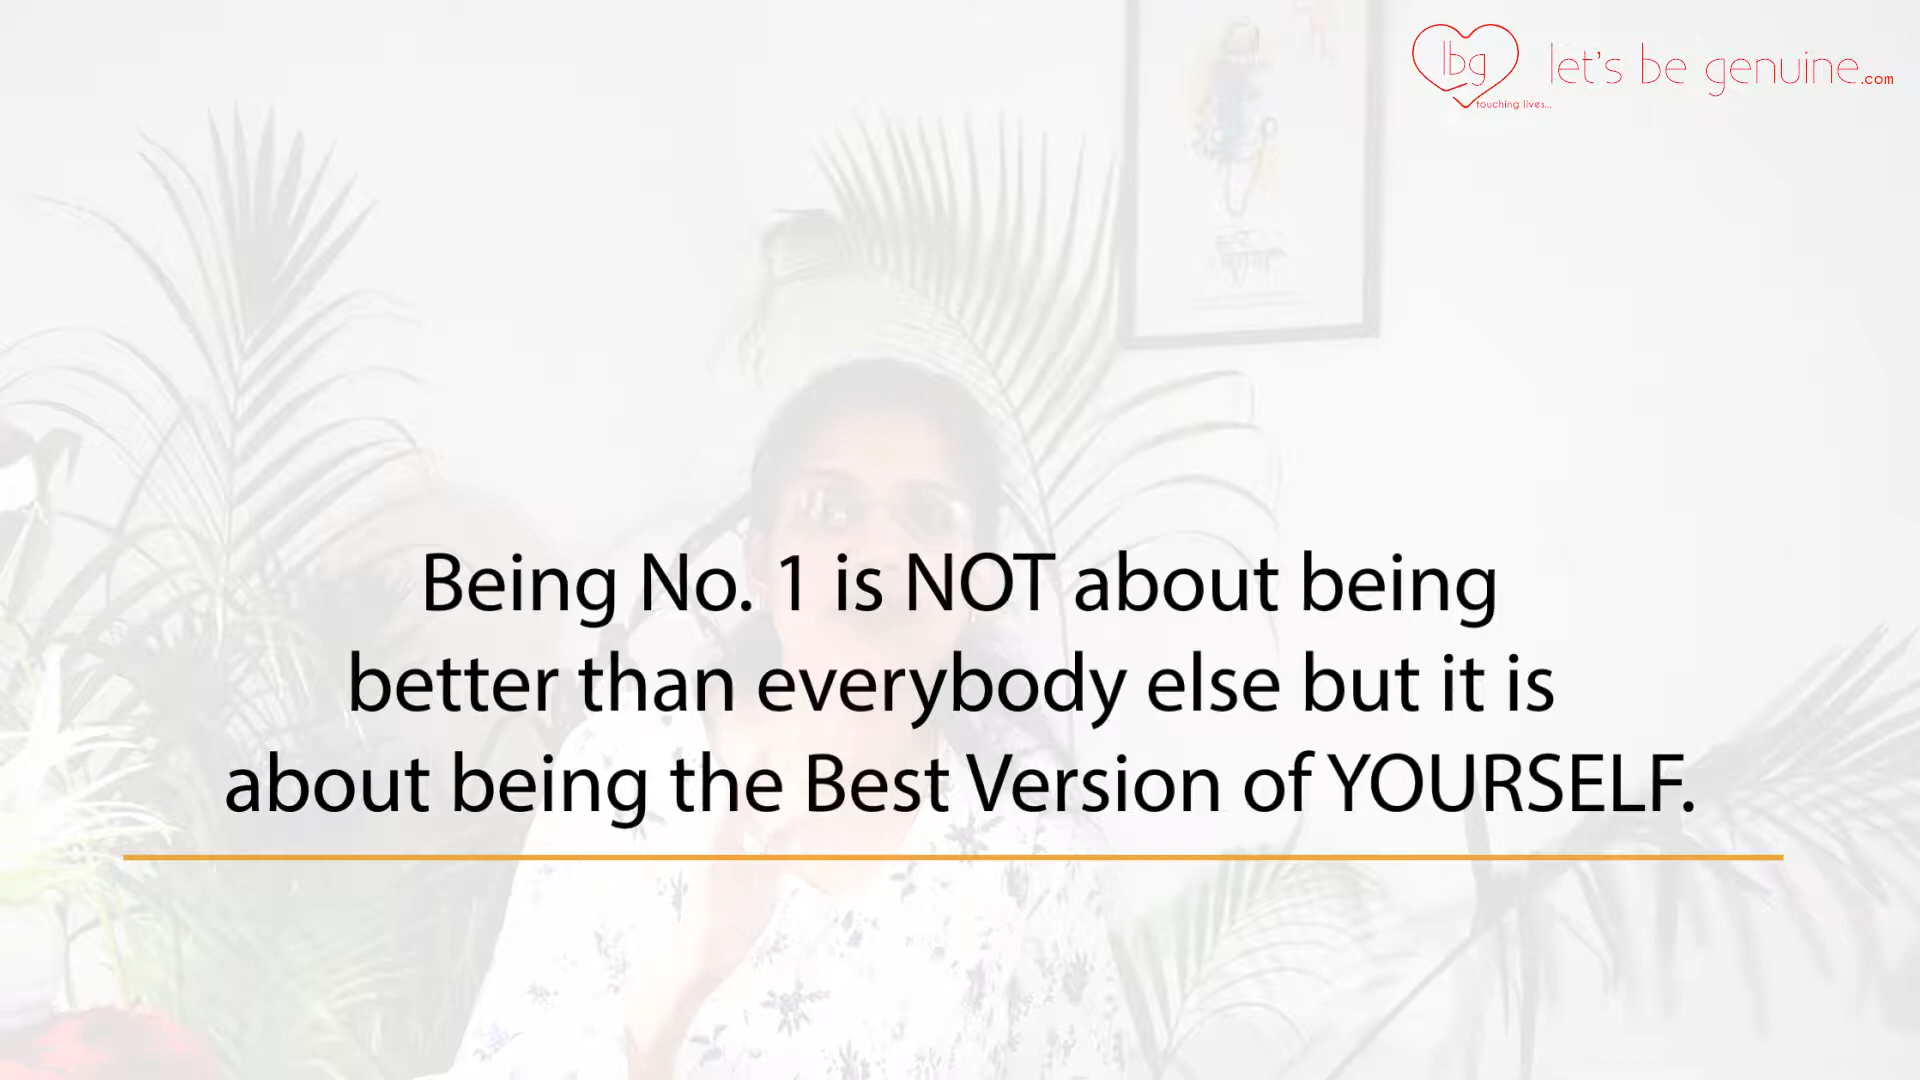 lbg
let's be genuine.com
touching lives...
Being No. 1 is NOT about being
better than everybody else but it is
about being the Best Version of YOURSELF.